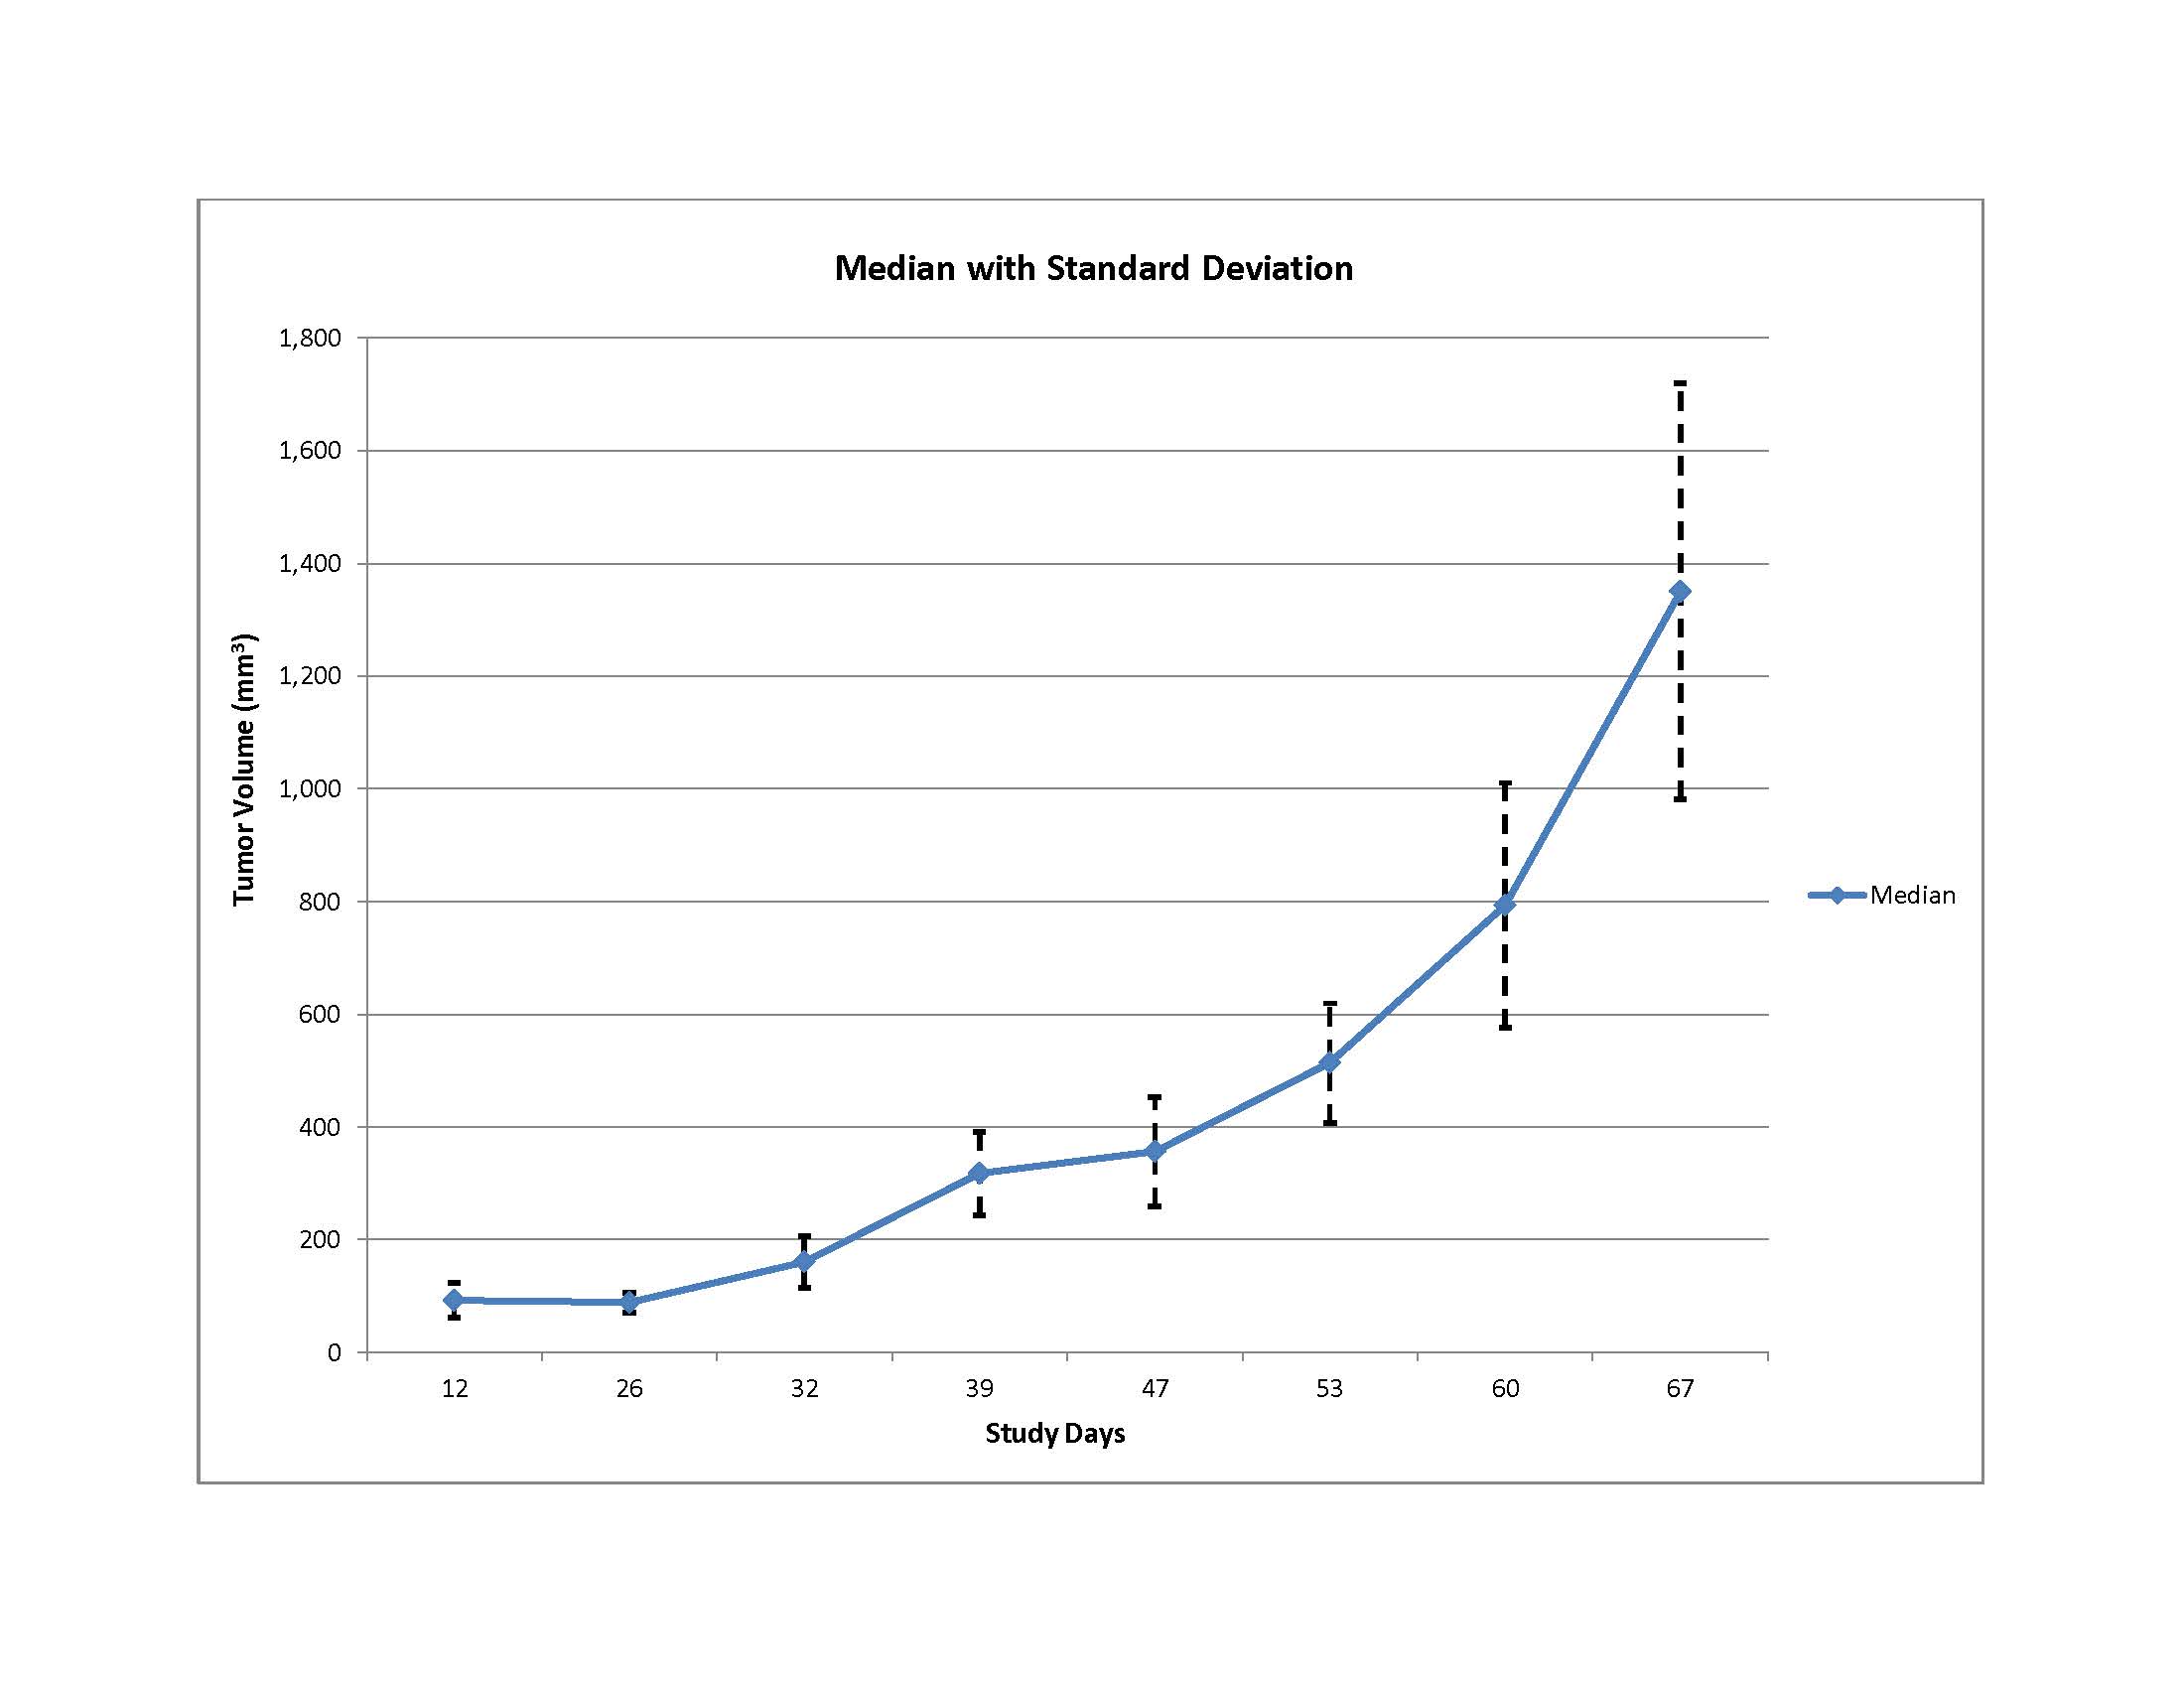 Median with Standard Deviation
1,800
1,600
1,400
1,200
1,000
800
600
400
200
0
Tumor Volume (mm³)
Median
12 26 32 39 47 53 60 67
Study Days